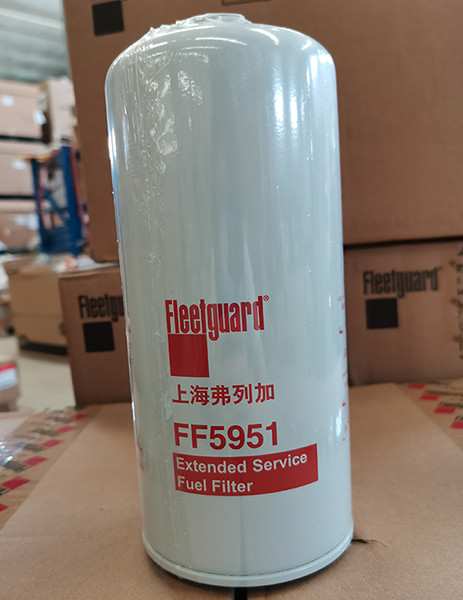 Fleetguard®
上海弗列加
FF5951
Extended Service
Fuel Filter
Fleetguard
Fleetguard